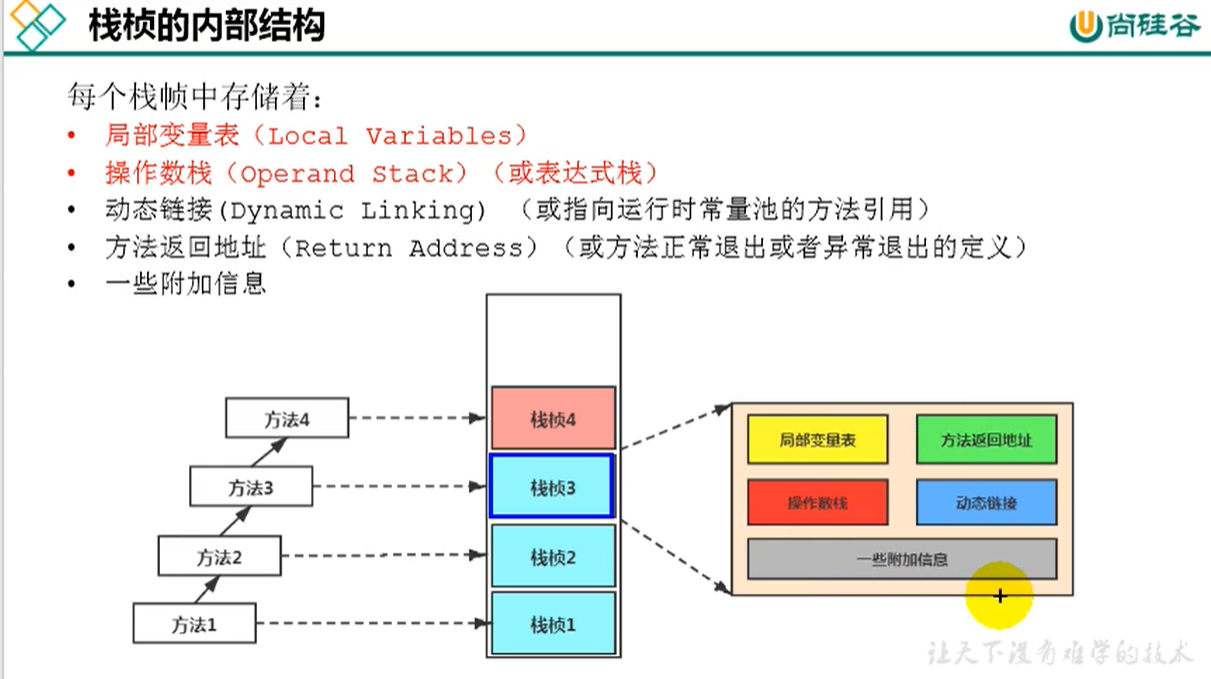 栈桢的内部结构
尚硅谷
每个栈帧中存储着：
• 局部变量表（Local Variables）
• 操作数栈（Operand Stack）（或表达式栈）
• 动态链接(Dynamic Linking) （或指向运行时常量池的方法引用）
• 方法返回地址（Return Address）（或方法正常退出或者异常退出的定义）
• 一些附加信息
方法4
栈桢4
方法3
栈桢3
方法2
栈桢2
方法1
栈桢1
局部变量表
方法返回地址
操作数栈
动态链接
一些附加信息
让天下没有难学的技术